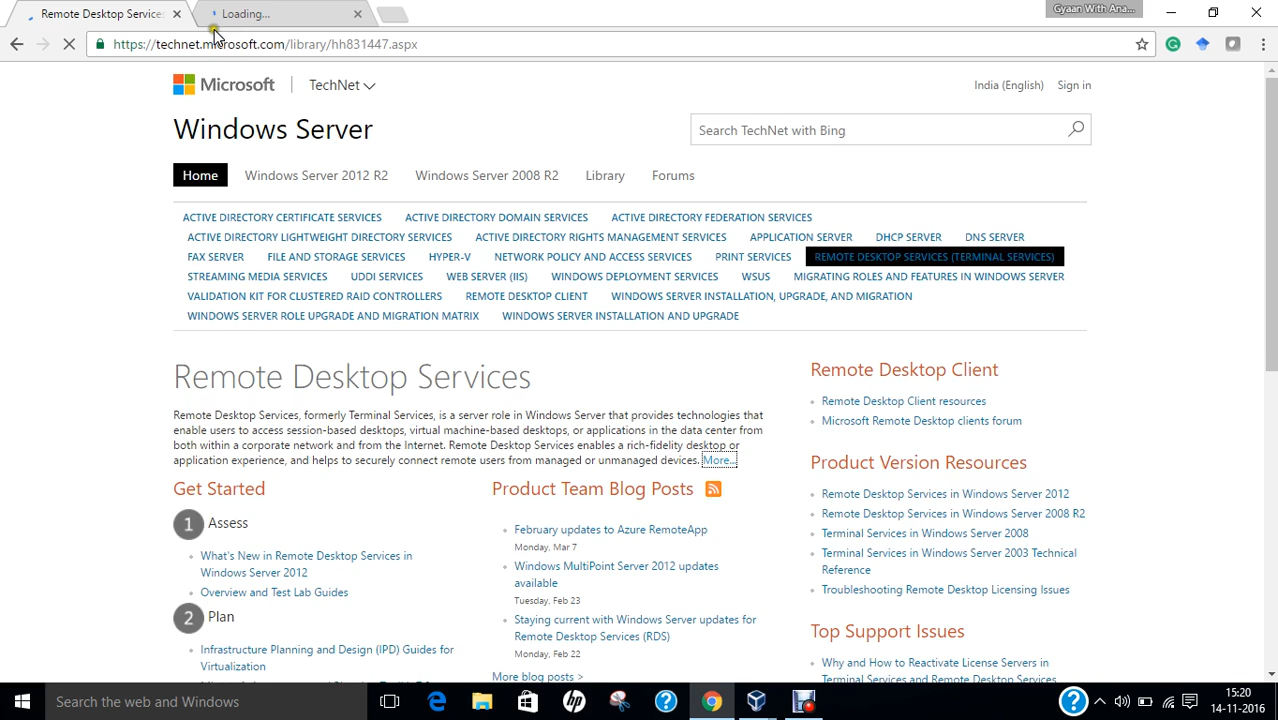 Remote Desktop Services
Loading...
Gyaan With Ana...
https://technet.microsoft.com/library/hh831447.aspx
Microsoft
TechNet
India (English)
Sign in
Windows Server
Search TechNet with Bing
Home
Windows Server 2012 R2
Windows Server 2008 R2
Library
Forums
ACTIVE DIRECTORY CERTIFICATE SERVICES
ACTIVE DIRECTORY DOMAIN SERVICES
ACTIVE DIRECTORY FEDERATION SERVICES
ACTIVE DIRECTORY LIGHTWEIGHT DIRECTORY SERVICES
ACTIVE DIRECTORY RIGHTS MANAGEMENT SERVICES
APPLICATION SERVER
DHCP SERVER
DNS SERVER
FAX SERVER
FILE AND STORAGE SERVICES
HYPER-V
NETWORK POLICY AND ACCESS SERVICES
PRINT SERVICES
REMOTE DESKTOP SERVICES (TERMINAL SERVICES)
STREAMING MEDIA SERVICES
UDDI SERVICES
WEB SERVER (IIS)
WINDOWS DEPLOYMENT SERVICES
WSUS
MIGRATING ROLES AND FEATURES IN WINDOWS SERVER
VALIDATION KIT FOR CLUSTERED RAID CONTROLLERS
REMOTE DESKTOP CLIENT
WINDOWS SERVER INSTALLATION, UPGRADE, AND MIGRATION
WINDOWS SERVER ROLE UPGRADE AND MIGRATION MATRIX
WINDOWS SERVER INSTALLATION AND UPGRADE
Remote Desktop Services
Remote Desktop Services, formerly Terminal Services, is a server role in Windows Server that provides technologies that
enable users to access session-based desktops, virtual machine-based desktops, or applications in the data center from
both within a corporate network and from the Internet. Remote Desktop Services enables a rich-fidelity desktop or
application experience, and helps to securely connect remote users from managed or unmanaged devices. More...
Get Started
1 Assess
What's New in Remote Desktop Services in
Windows Server 2012
Overview and Test Lab Guides
2 Plan
Infrastructure Planning and Design (IPD) Guides for
Virtualization
Product Team Blog Posts
February updates to Azure RemoteApp
Monday, Mar 7
Windows MultiPoint Server 2012 updates
available
Tuesday, Feb 23
Staying current with Windows Server updates for
Remote Desktop Services (RDS)
Monday, Feb 22
More blog posts >
Remote Desktop Client
Remote Desktop Client resources
Microsoft Remote Desktop clients forum
Product Version Resources
Remote Desktop Services in Windows Server 2012
Remote Desktop Services in Windows Server 2008 R2
Terminal Services in Windows Server 2008
Terminal Services in Windows Server 2003 Technical
Reference
Troubleshooting Remote Desktop Licensing Issues
Top Support Issues
Why and How to Reactivate License Servers in
Terminal Services and Remote Desktop Services
Search the web and Windows
15:20
14-11-2016